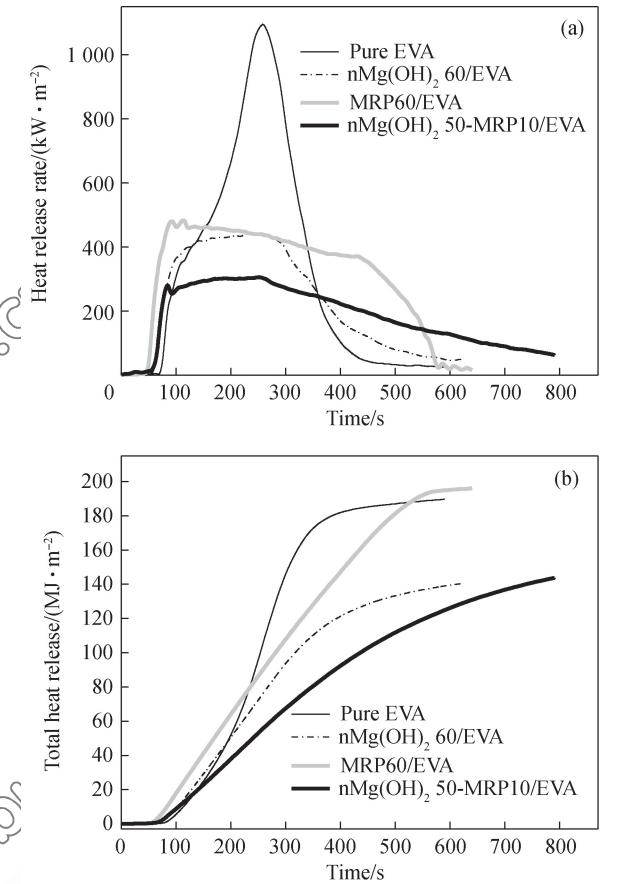 (a)
1 000
800
600
400
200
0 100 200 300 400 500 600 700 800
Heat release rate/(kW • m⁻²)
Time/s
Pure EVA
nMg(OH)₂ 60/EVA
MRP60/EVA
nMg(OH)₂ 50-MRP10/EVA
(b)
200
180
160
140
120
100
80
60
40
20
0
0 100 200 300 400 500 600 700 800
Total heat release/(MJ • m⁻²)
Time/s
Pure EVA
nMg(OH)₂ 60/EVA
MRP60/EVA
nMg(OH)₂ 50-MRP10/EVA